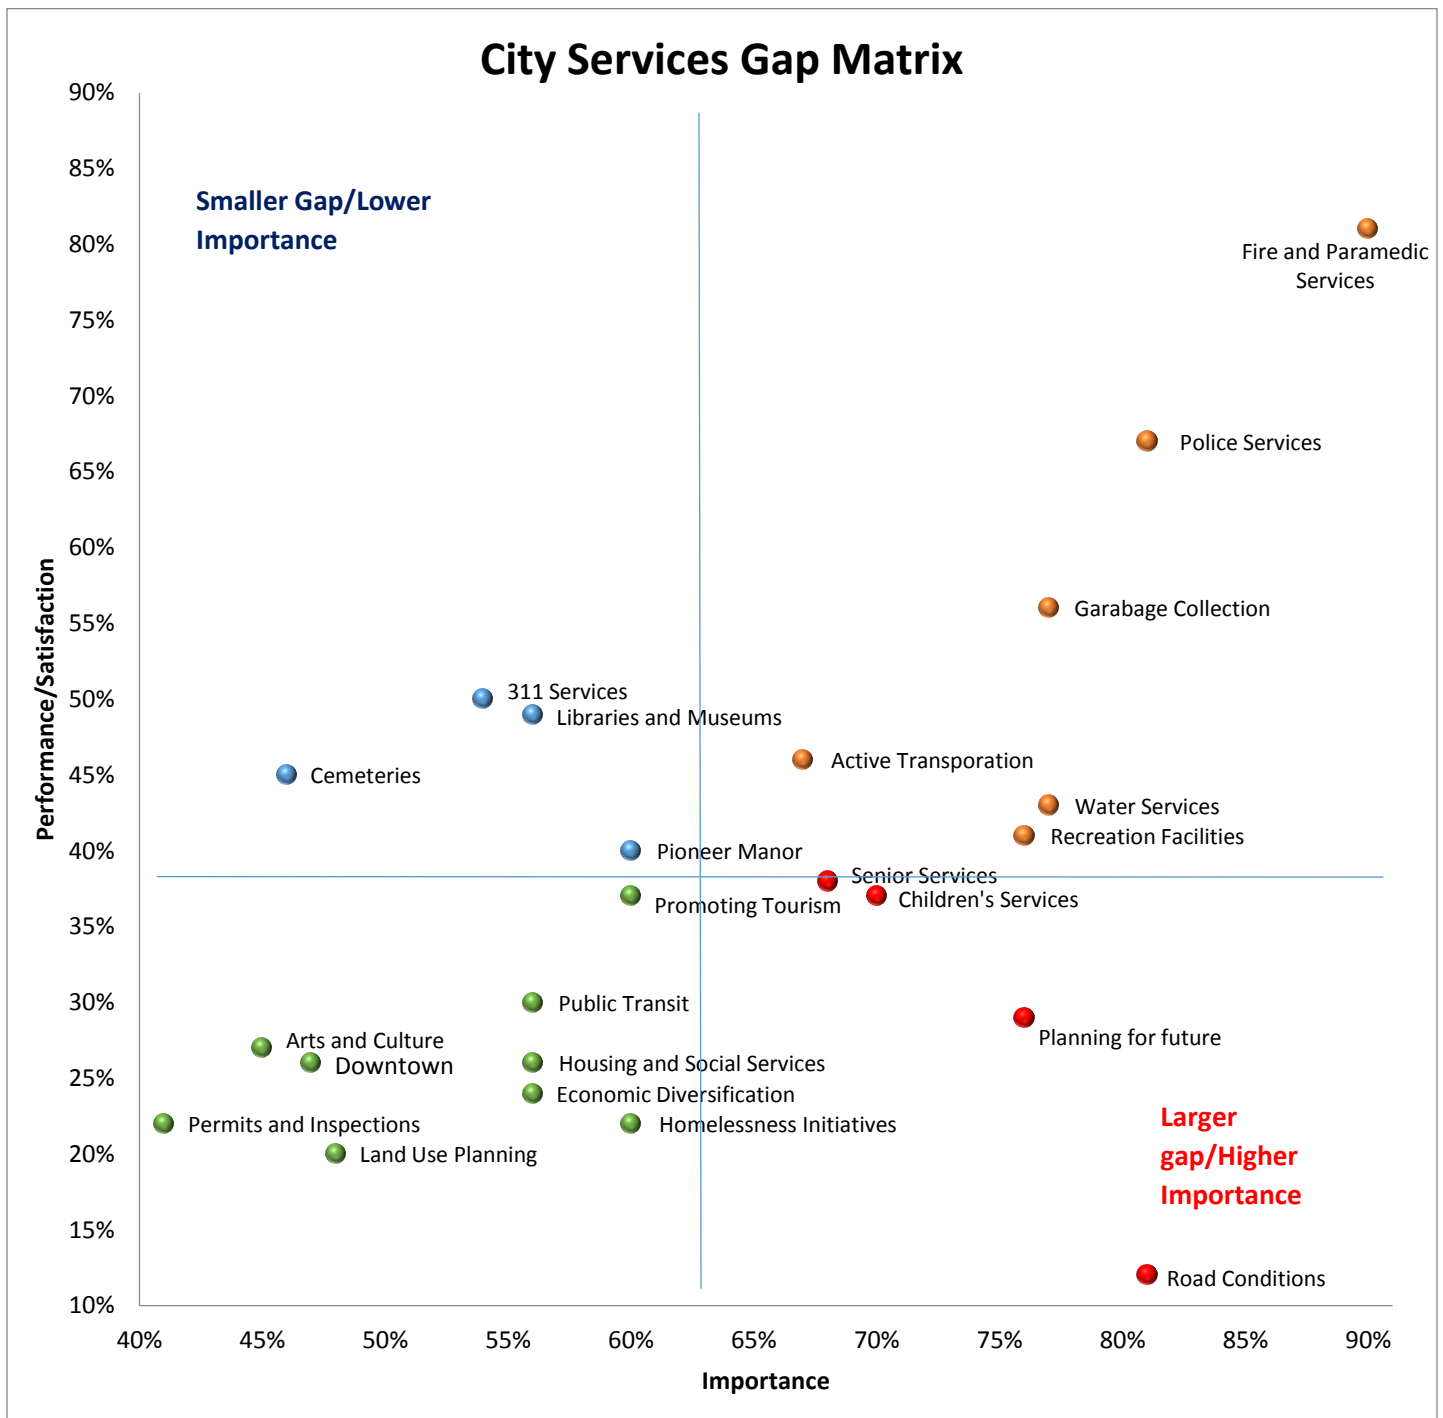 City Services Gap Matrix
90%
85%
80%
75%
70%
65%
60%
55%
50%
45%
40%
35%
30%
25%
20%
15%
10%
Performance/Satisfaction
Smaller Gap/Lower
Importance
Fire and Paramedic
Services
Police Services
Garabage Collection
311 Services
Libraries and Museums
Active Transporation
Cemeteries
Water Services
Recreation Facilities
Pioneer Manor
Senior Services
Children's Services
Promoting Tourism
Public Transit
Planning for future
Arts and Culture
Downtown
Housing and Social Services
Economic Diversification
Permits and Inspections
Homelessness Initiatives
Land Use Planning
Larger
gap/Higher
Importance
Road Conditions
40%
45%
50%
55%
60%
65%
70%
75%
80%
85%
90%
Importance